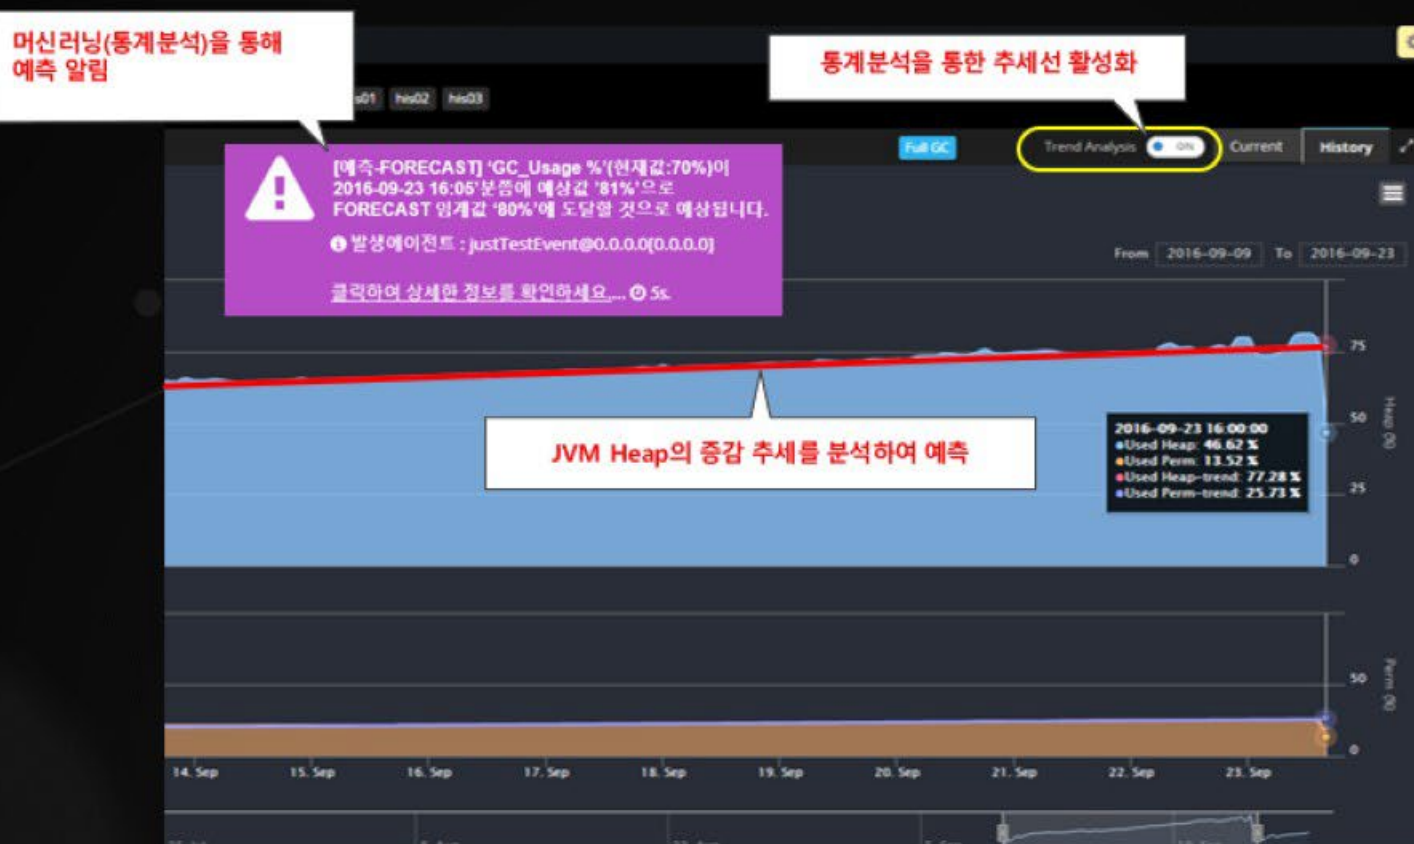 머신러닝(통계분석)을 통해
예측 알림
통계분석을 통한 추세선 활성화
his02 his03
Full GC
Trend Analysis ON Current History
[예측-FORECAST] 'GC_Usage %'(현재값:70%)이
2016-09-23 16:05'분쯤에 예상값 '81%'으로
FORECAST 임계값 '80%'에 도달할 것으로 예상됩니다.
발생에이전트 : justTestEvent@0.0.0.0[0.0.0.0]
클릭하여 상세한 정보를 확인하세요.... 5s.
From 2016-09-09 To 2016-09-23
75
50
25
0
Heap (%)
JVM Heap의 증감 추세를 분석하여 예측
2016-09-23 16:00:00
Used Heap: 46.62 %
Used Perm: 13.52 %
Used Heap-trend: 77.28 %
Used Perm-trend: 25.73 %
50
0
Perm (%)
14. Sep 15. Sep 16. Sep 17. Sep 18. Sep 19. Sep 20. Sep 21. Sep 22. Sep 23. Sep